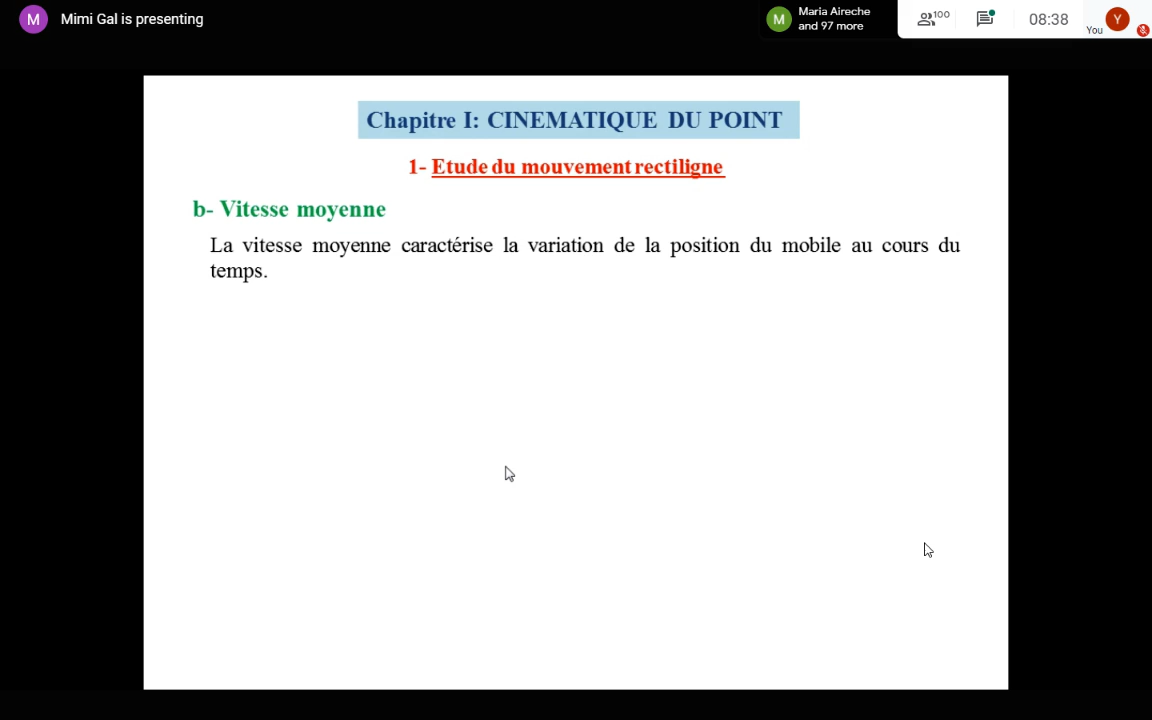 M Mimi Gal is presenting
M Maria Aireche
and 97 more
100
08:38
You
Y
Chapitre I: CINEMATIQUE DU POINT
1- Etude du mouvement rectiligne
b- Vitesse moyenne
La vitesse moyenne caractérise la variation de la position du mobile au cours du
temps.